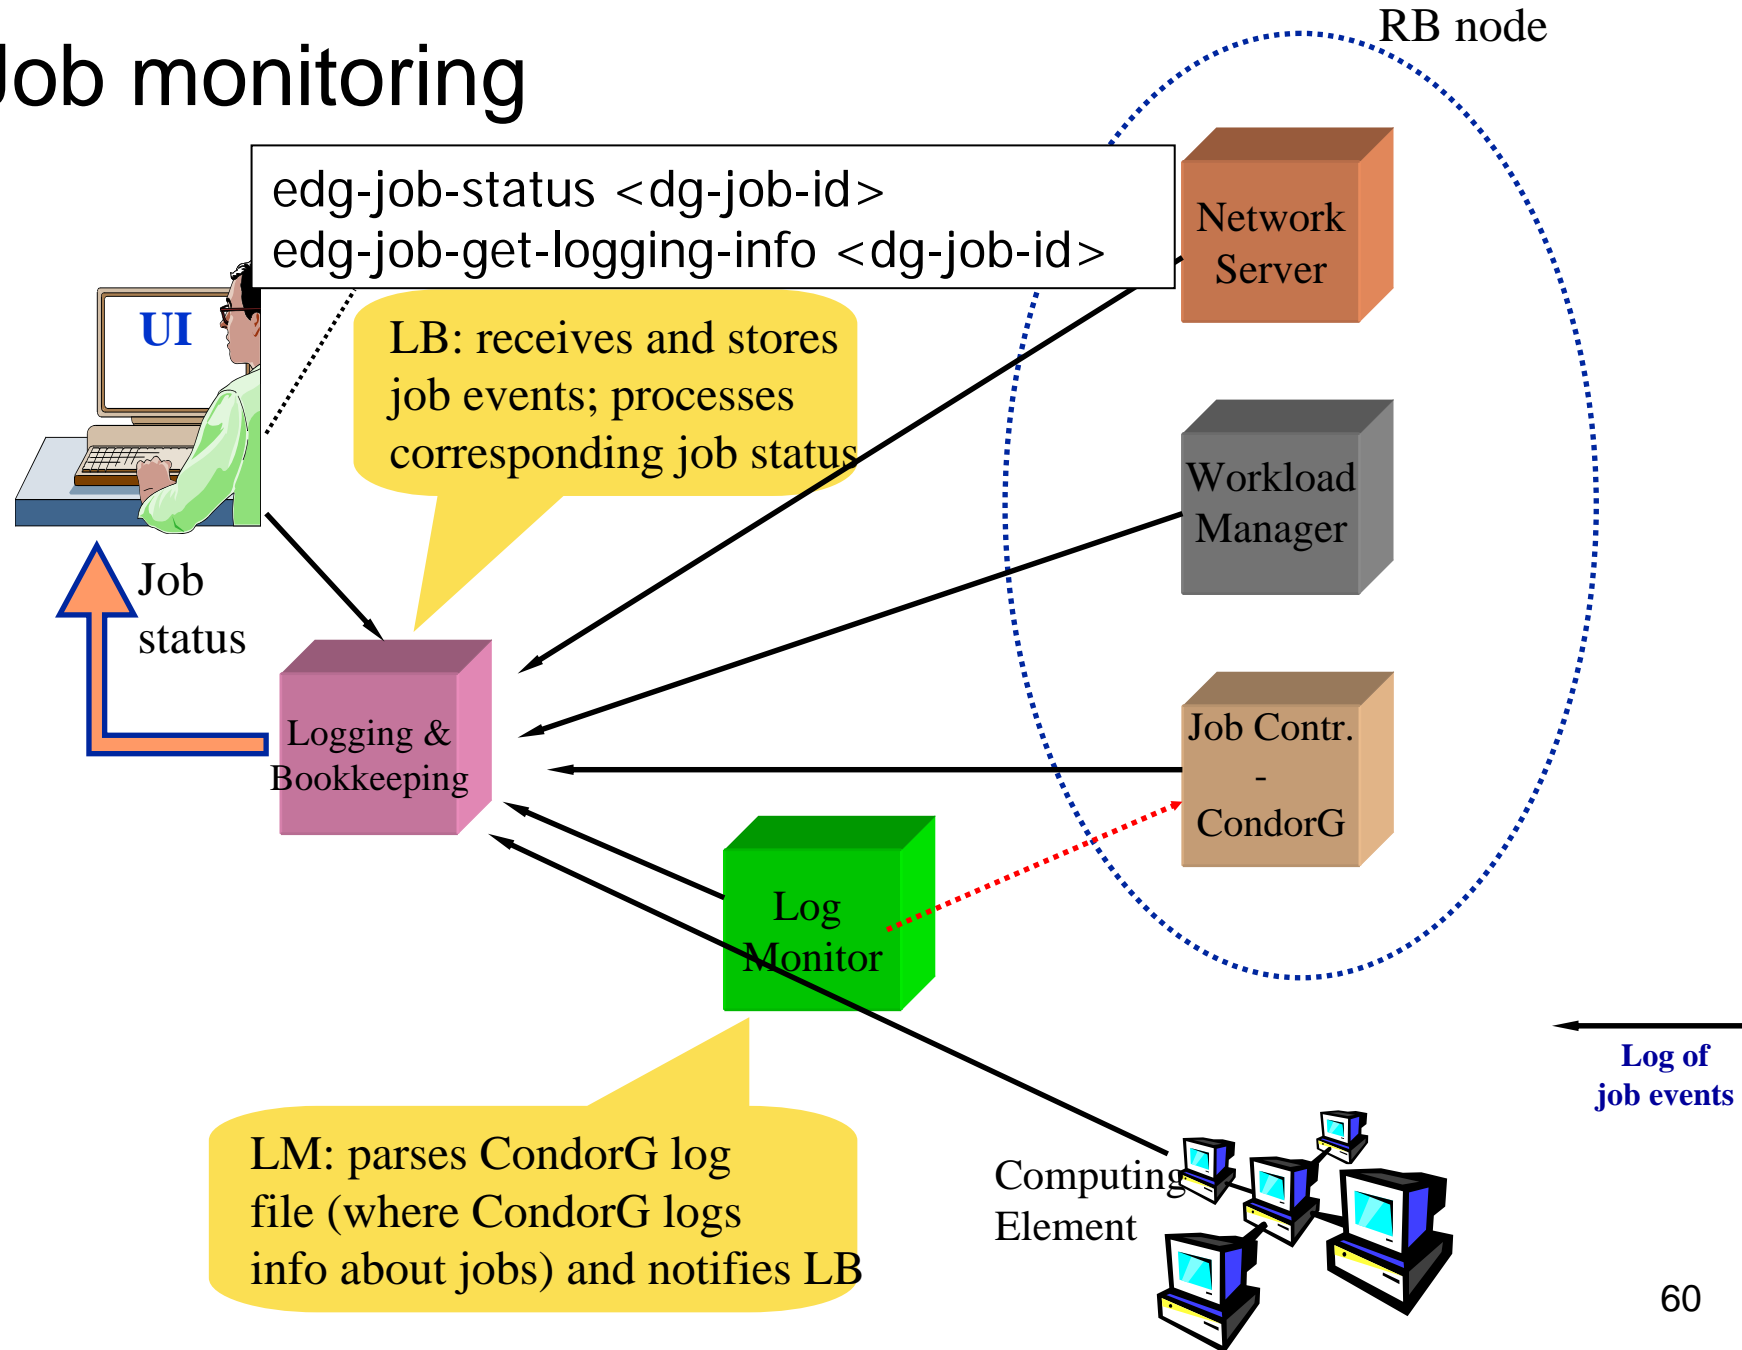 RB node
Job monitoring
edg-job-status <dg-job-id>
edg-job-get-logging-info <dg-job-id>
Network
Server
UI
LB: receives and stores
job events; processes
corresponding job status
Workload
Manager
Job
status
Logging &
Bookkeeping
Job Contr.
-
CondorG
Log
Monitor
Log of
job events
LM: parses CondorG log
file (where CondorG logs
info about jobs) and notifies LB
Computing
Element
60